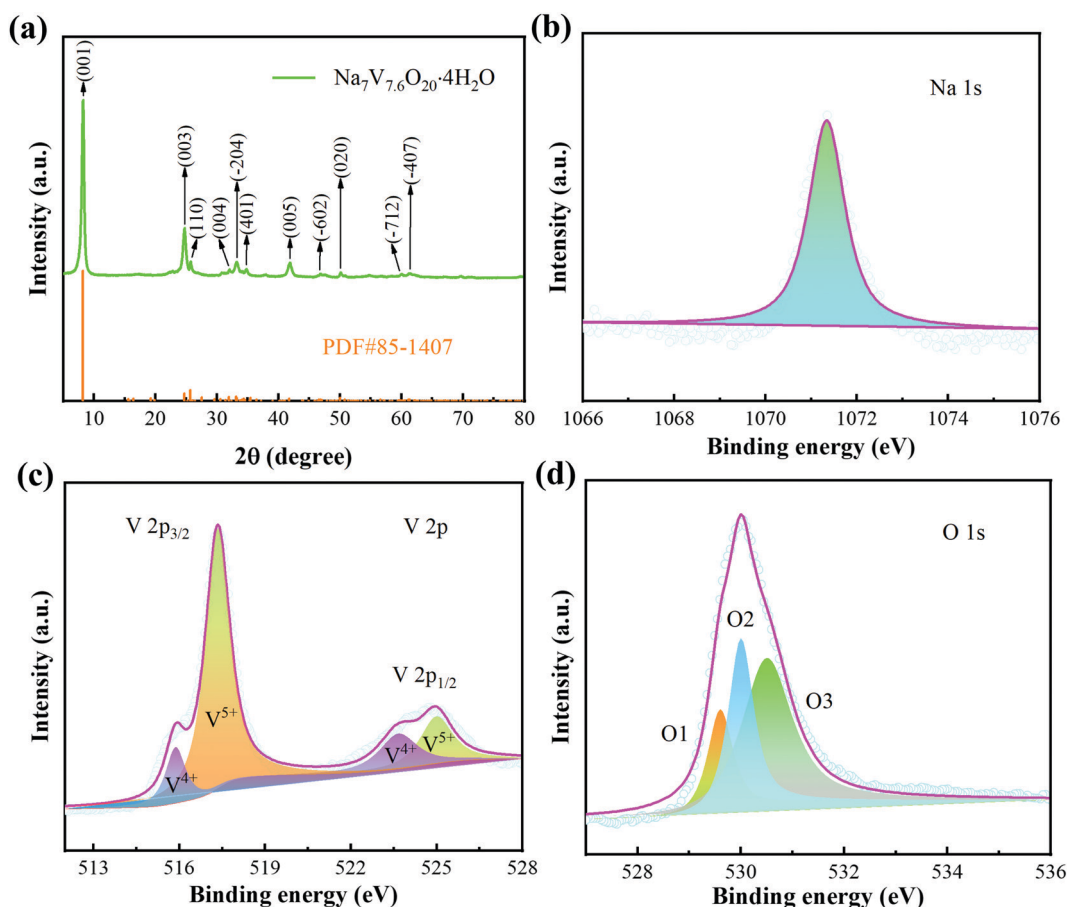 (a)
Intensity (a.u.)
(001)
(003)
(110)
(004)
(-204)
(401)
(005)
(-602)
(020)
(-712)
(-407)
Na₇V₇.₆O₂₀·4H₂O
PDF#85-1407
10 20 30 40 50 60 70 80
2θ (degree)
(b)
Intensity (a.u.)
Na 1s
1066 1068 1070 1072 1074 1076
Binding energy (eV)
(c)
Intensity (a.u.)
V 2p₃/₂
V 2p
V 2p₁/₂
V⁴⁺
V⁵⁺
V⁴⁺
V⁵⁺
513 516 519 522 525 528
Binding energy (eV)
(d)
Intensity (a.u.)
O 1s
O1
O2
O3
528 530 532 534 536
Binding energy (eV)